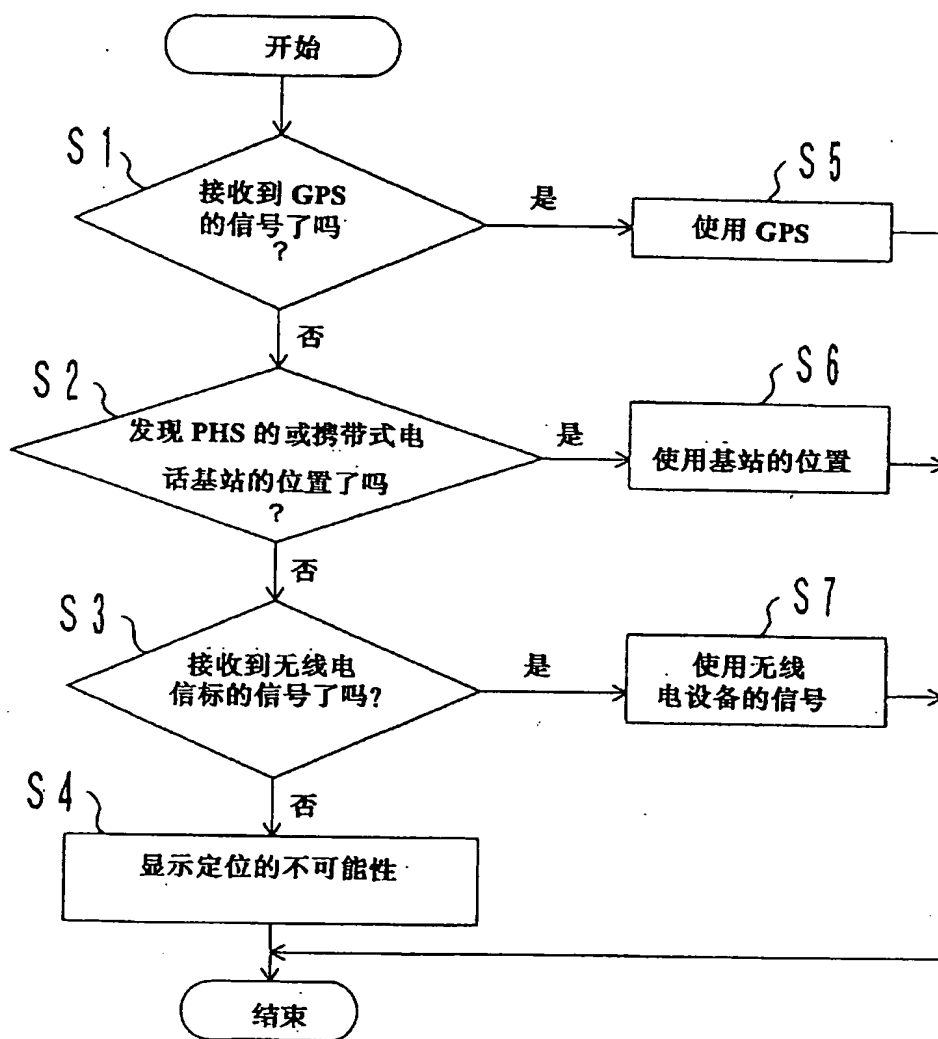 开始
S1
接收到 GPS
的信号了吗
?
是
S5
使用 GPS
否
S2
发现 PHS 的或携带式电
话基站的位置了吗
?
是
S6
使用基站的位置
否
S3
接收到无线电
信标的信号了吗?
是
S7
使用无线
电设备的信号
否
S4
显示定位的不可能性
结束